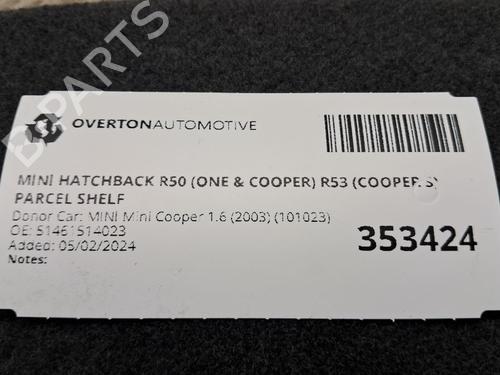 B-PARTS
OVERTONAUTOMOTIVE
MINI HATCHBACK R50 (ONE & COOPER) R53 (COOPER S)
PARCEL SHELF
Donor Car: MINI Mini Cooper 1.6 (2003) (101023)
OE: 51461514023
Added: 05/02/2024
Notes:
353424